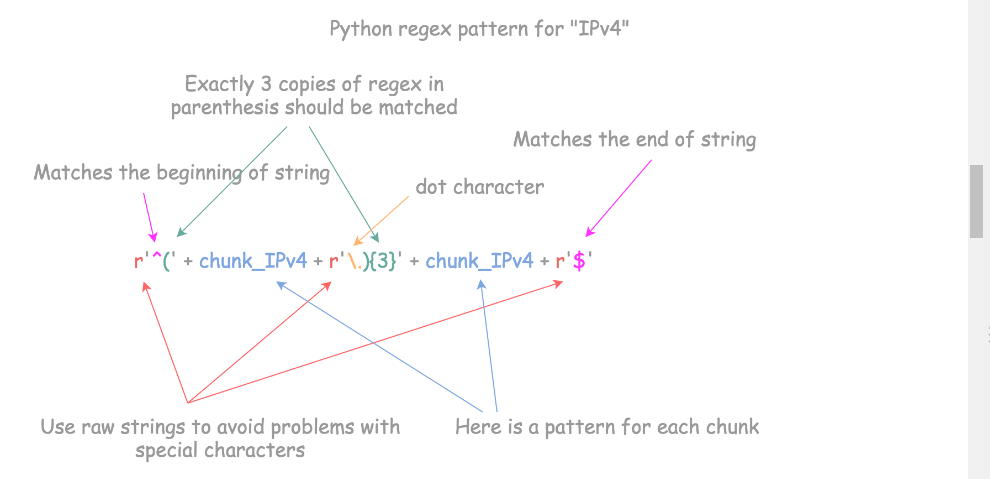 Python regex pattern for "IPv4"
Exactly 3 copies of regex in
parenthesis should be matched
Matches the end of string
Matches the beginning of string
dot character
r'^(' + chunk_IPv4 + r'\.){3}' + chunk_IPv4 + r'$'
Use raw strings to avoid problems with
special characters
Here is a pattern for each chunk